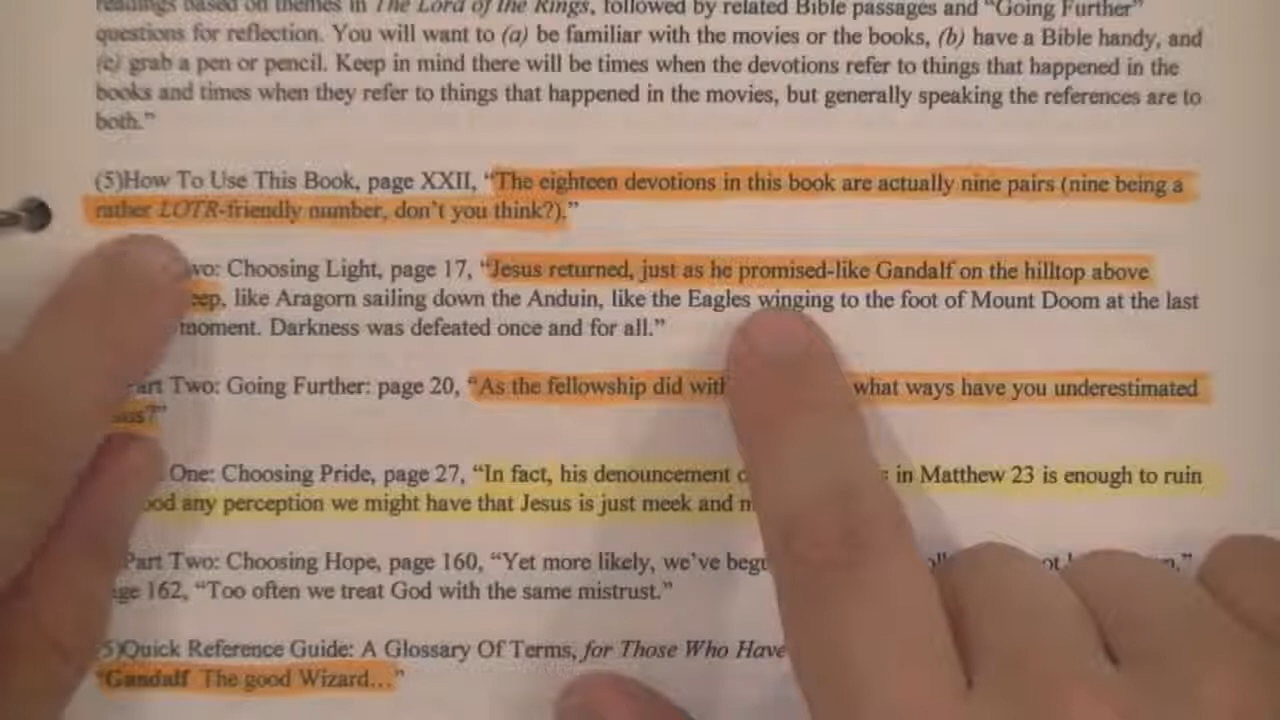 readings based on themes in The Lord of the Rings, followed by related Bible passages and "Going Further"
questions for reflection. You will want to (a) be familiar with the movies or the books, (b) have a Bible handy, and
(c) grab a pen or pencil. Keep in mind there will be times when the devotions refer to things that happened in the
books and times when they refer to things that happened in the movies, but generally speaking the references are to
both."
(5)How To Use This Book, page XXII, "The eighteen devotions in this book are actually nine pairs (nine being a
rather LOTR-friendly number, don't you think?)."
Choosing Light, page 17, "Jesus returned, just as he promised-like Gandalf on the hilltop above
like Aragorn sailing down the Anduin, like the Eagles winging to the foot of Mount Doom at the last
moment. Darkness was defeated once and for all."
Two: Going Further: page 20, "As the fellowship did what ways have you underestimated
One: Choosing Pride, page 27, "In fact, his denouncement in Matthew 23 is enough to ruin
any perception we might have that Jesus is just meek and
Part Two: Choosing Hope, page 160, "Yet more likely, we've
162, "Too often we treat God with the same mistrust."
5)Quick Reference Guide: A Glossary Of Terms, for Those Who Have
"Gandalf The good Wizard..."